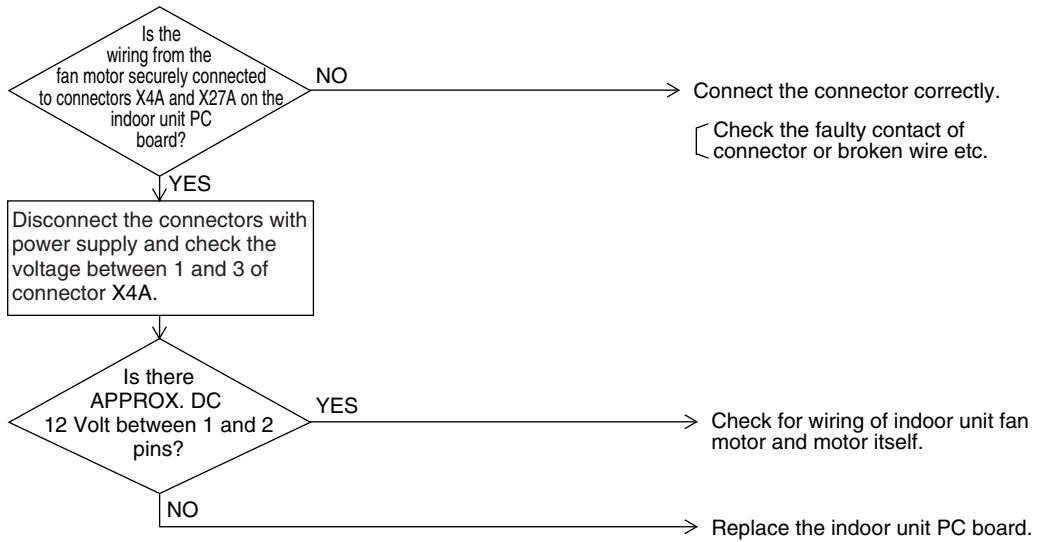 Is the
wiring from the
fan motor securely connected
to connectors X4A and X27A on the
indoor unit PC
board?
NO
Connect the connector correctly.
Check the faulty contact of
connector or broken wire etc.
YES
Disconnect the connectors with
power supply and check the
voltage between 1 and 3 of
connector X4A.
Is there
APPROX. DC
12 Volt between 1 and 2
pins?
YES
Check for wiring of indoor unit fan
motor and motor itself.
NO
Replace the indoor unit PC board.